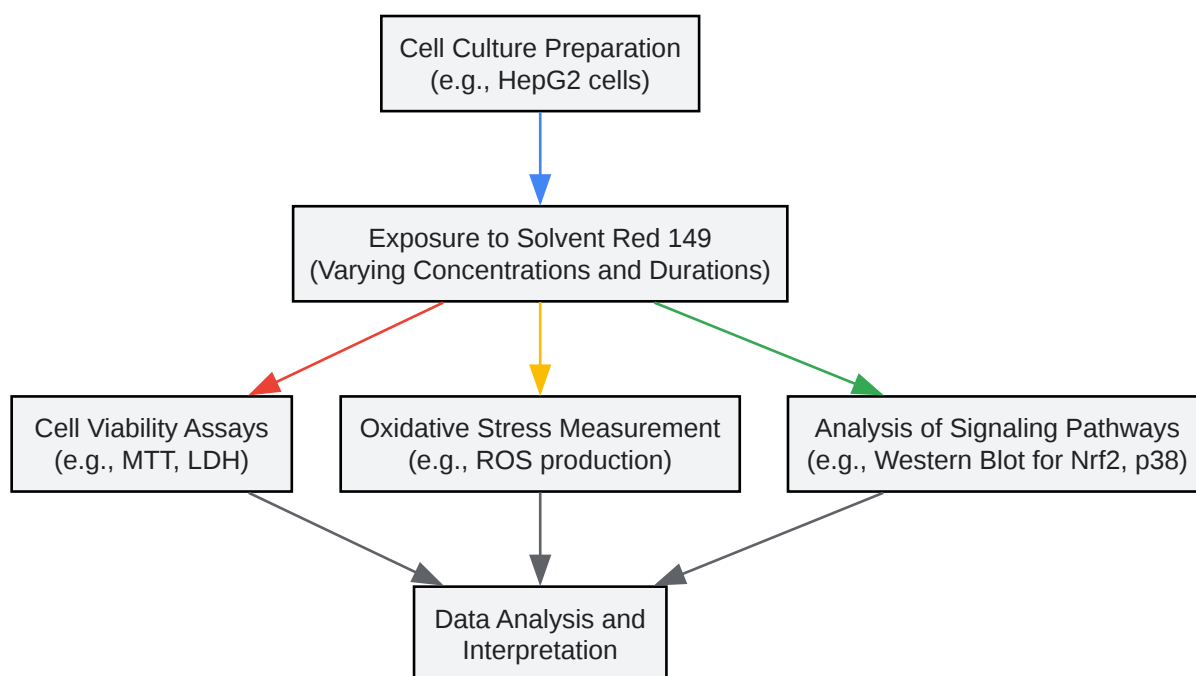 Cell Culture Preparation
(e.g., HepG2 cells)
Exposure to Solvent Red 149
(Varying Concentrations and Durations)
Cell Viability Assays
(e.g., MTT, LDH)
Oxidative Stress Measurement
(e.g., ROS production)
Analysis of Signaling Pathways
(e.g., Western Blot for Nrf2, p38)
Data Analysis and
Interpretation